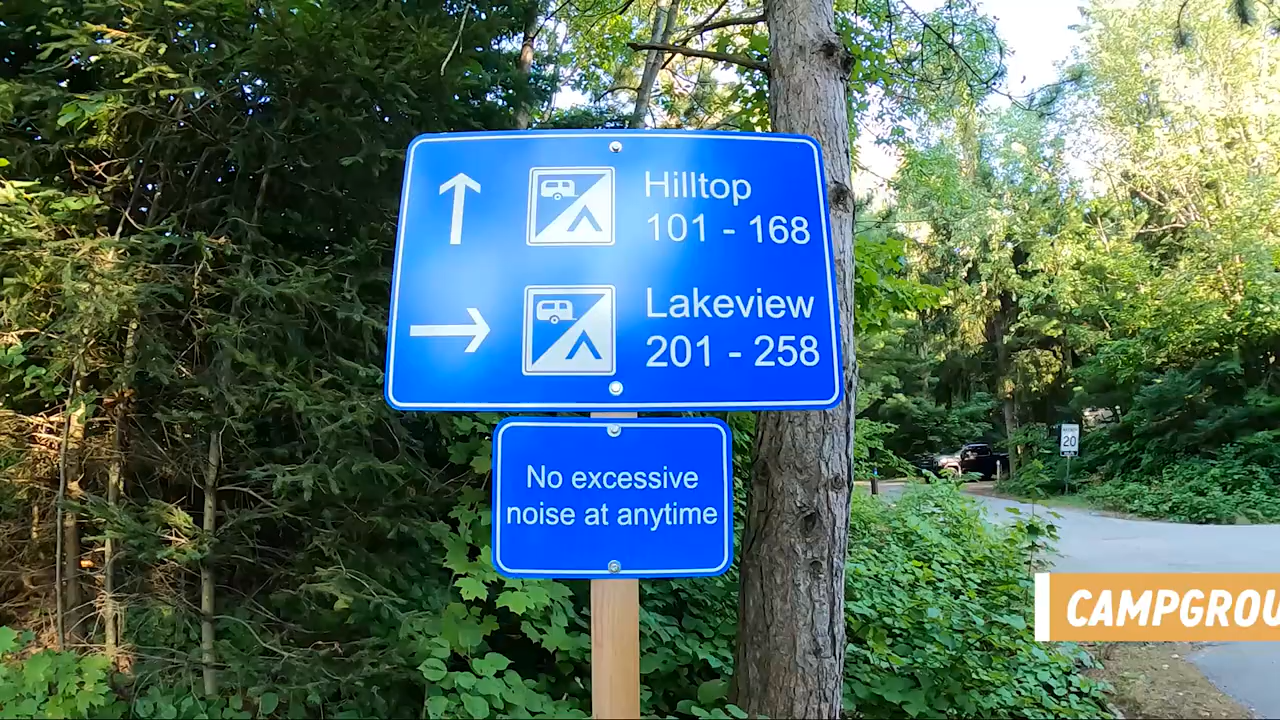 Hilltop
101 - 168
Lakeview
201 - 258
No excessive
noise at anytime
20
CAMPGROU